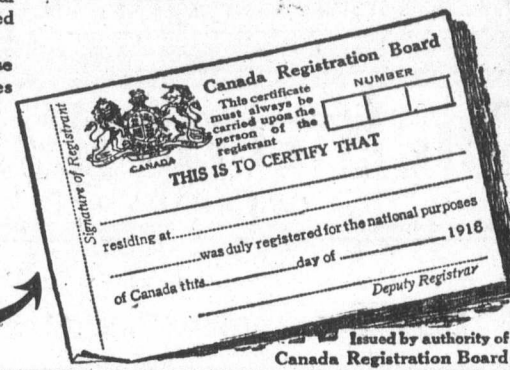 ed
es
Canada Registration Board
This certificate
must always be
carried upon the
person of the
registrant
NUMBER
CANADA
THIS IS TO CERTIFY THAT
residing at
was duly registered for the national purposes
of Canada this day of 1918
Deputy Registrar
Signature of Registrant
Issued by authority of
Canada Registration Board